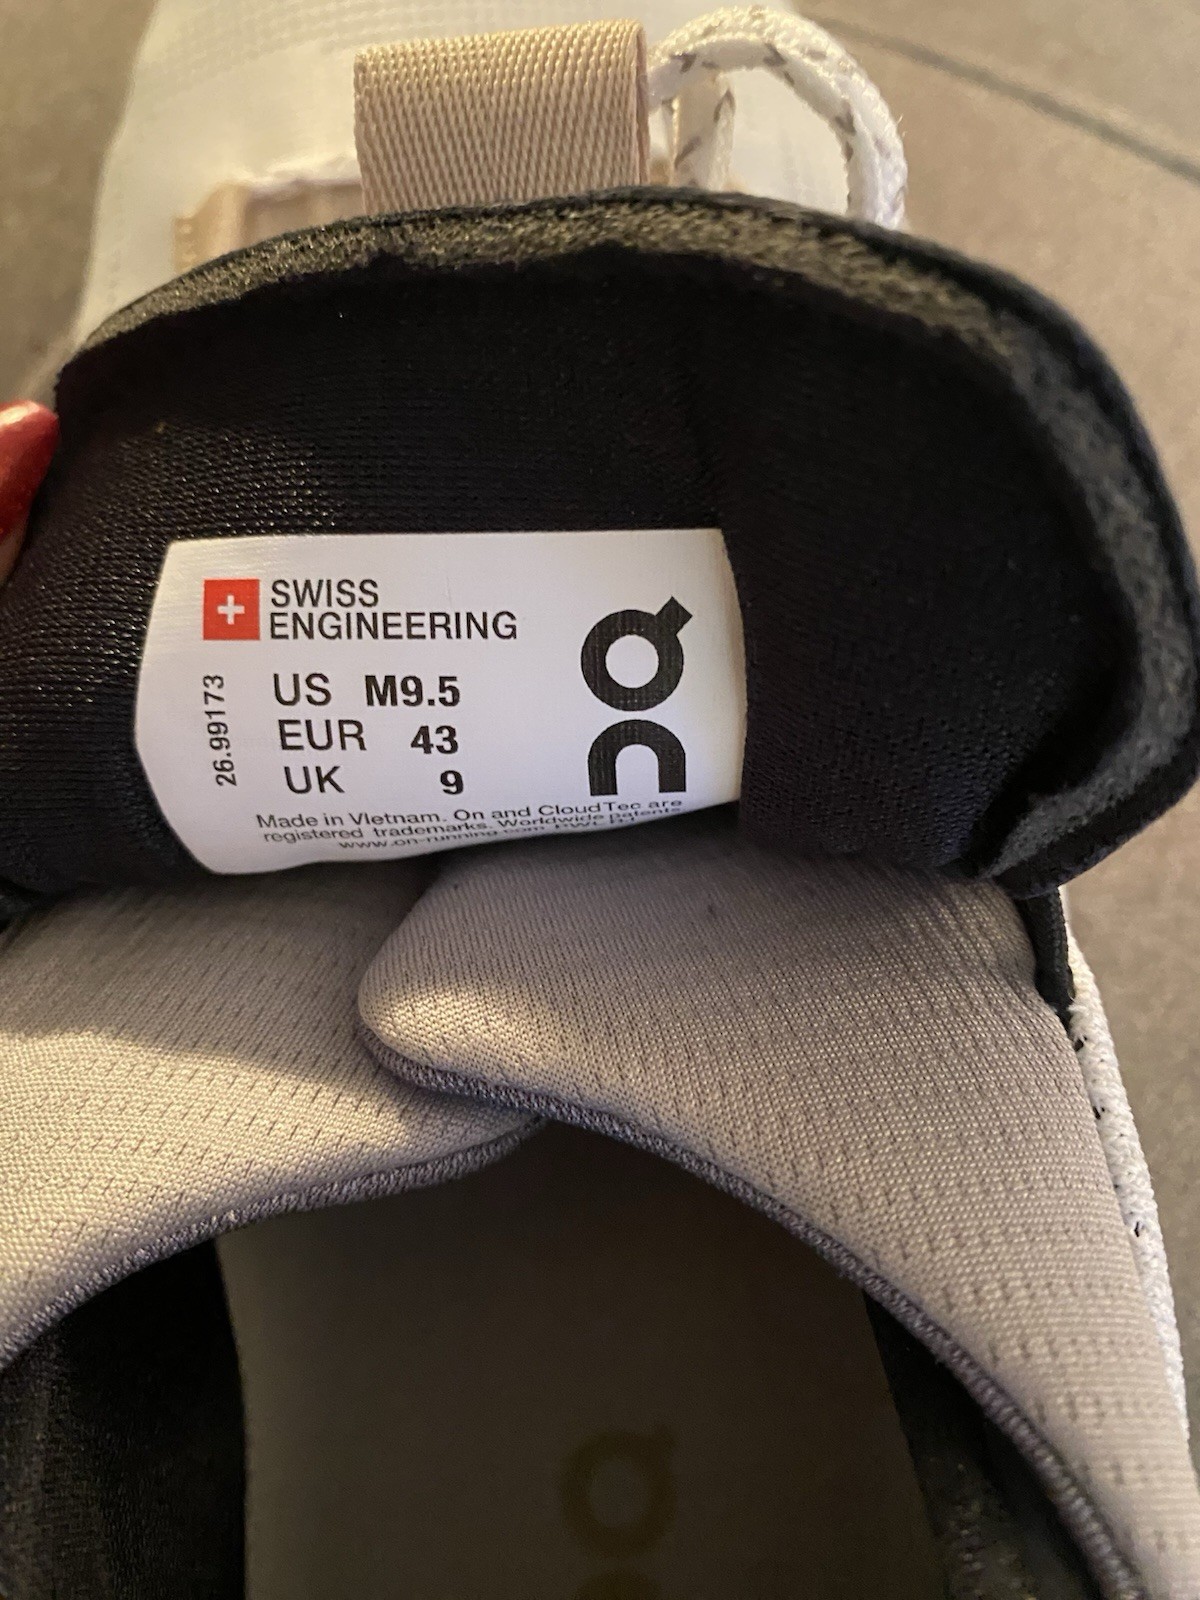 SWISS
ENGINEERING
26.99173
US M9.5
EUR 43
UK 9
Made in Vietnam. On and CloudTec are
registered trademarks. Worldwide patents.
www.on-running.com